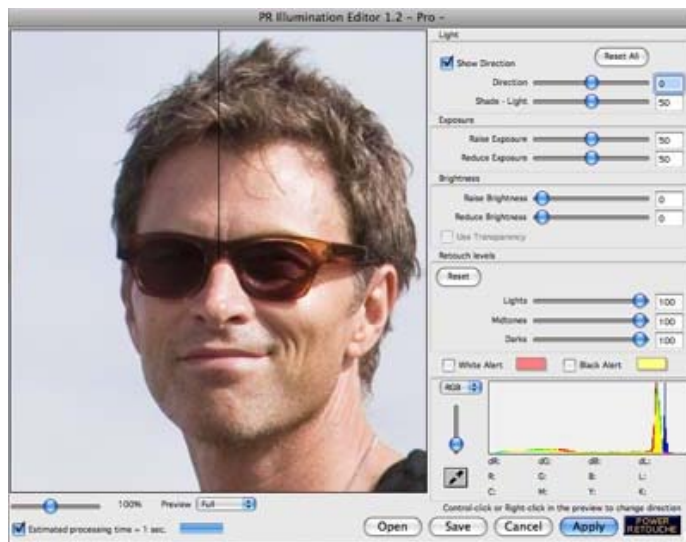 PR Illumination Editor 1.2 - Pro -
Light
Reset All
Show Direction
Direction 0
Shade - Light 50
Exposure
Raise Exposure 50
Reduce Exposure 50
Brightness
Raise Brightness 0
Reduce Brightness 0
Use Transparency
Retouch levels
Reset
Lights 100
Midtones 100
Darks 100
White Alert Black Alert
RGB
dR: dG: dB: dL:
R: G: B: L:
C: M: Y: K:
100% Preview Full
Control-click or Right-click in the preview to change direction
Estimated processing time = 1 sec.
Open Save Cancel Apply POWER RETOUCHE